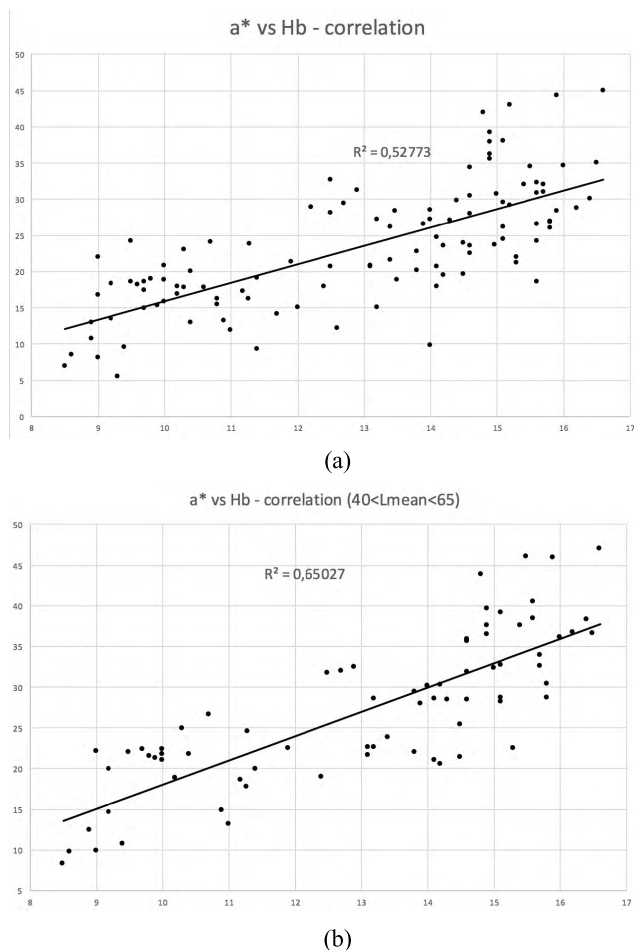 a* vs Hb - correlation
50
45
40
35
30
25
20
15
10
5
0
R² = 0,52773
8 9 10 11 12 13 14 15 16 17
(a)
a* vs Hb - correlation (40<Lmean<65)
50
45
40
35
30
25
20
15
10
5
R² = 0,65027
8 9 10 11 12 13 14 15 16 17
(b)